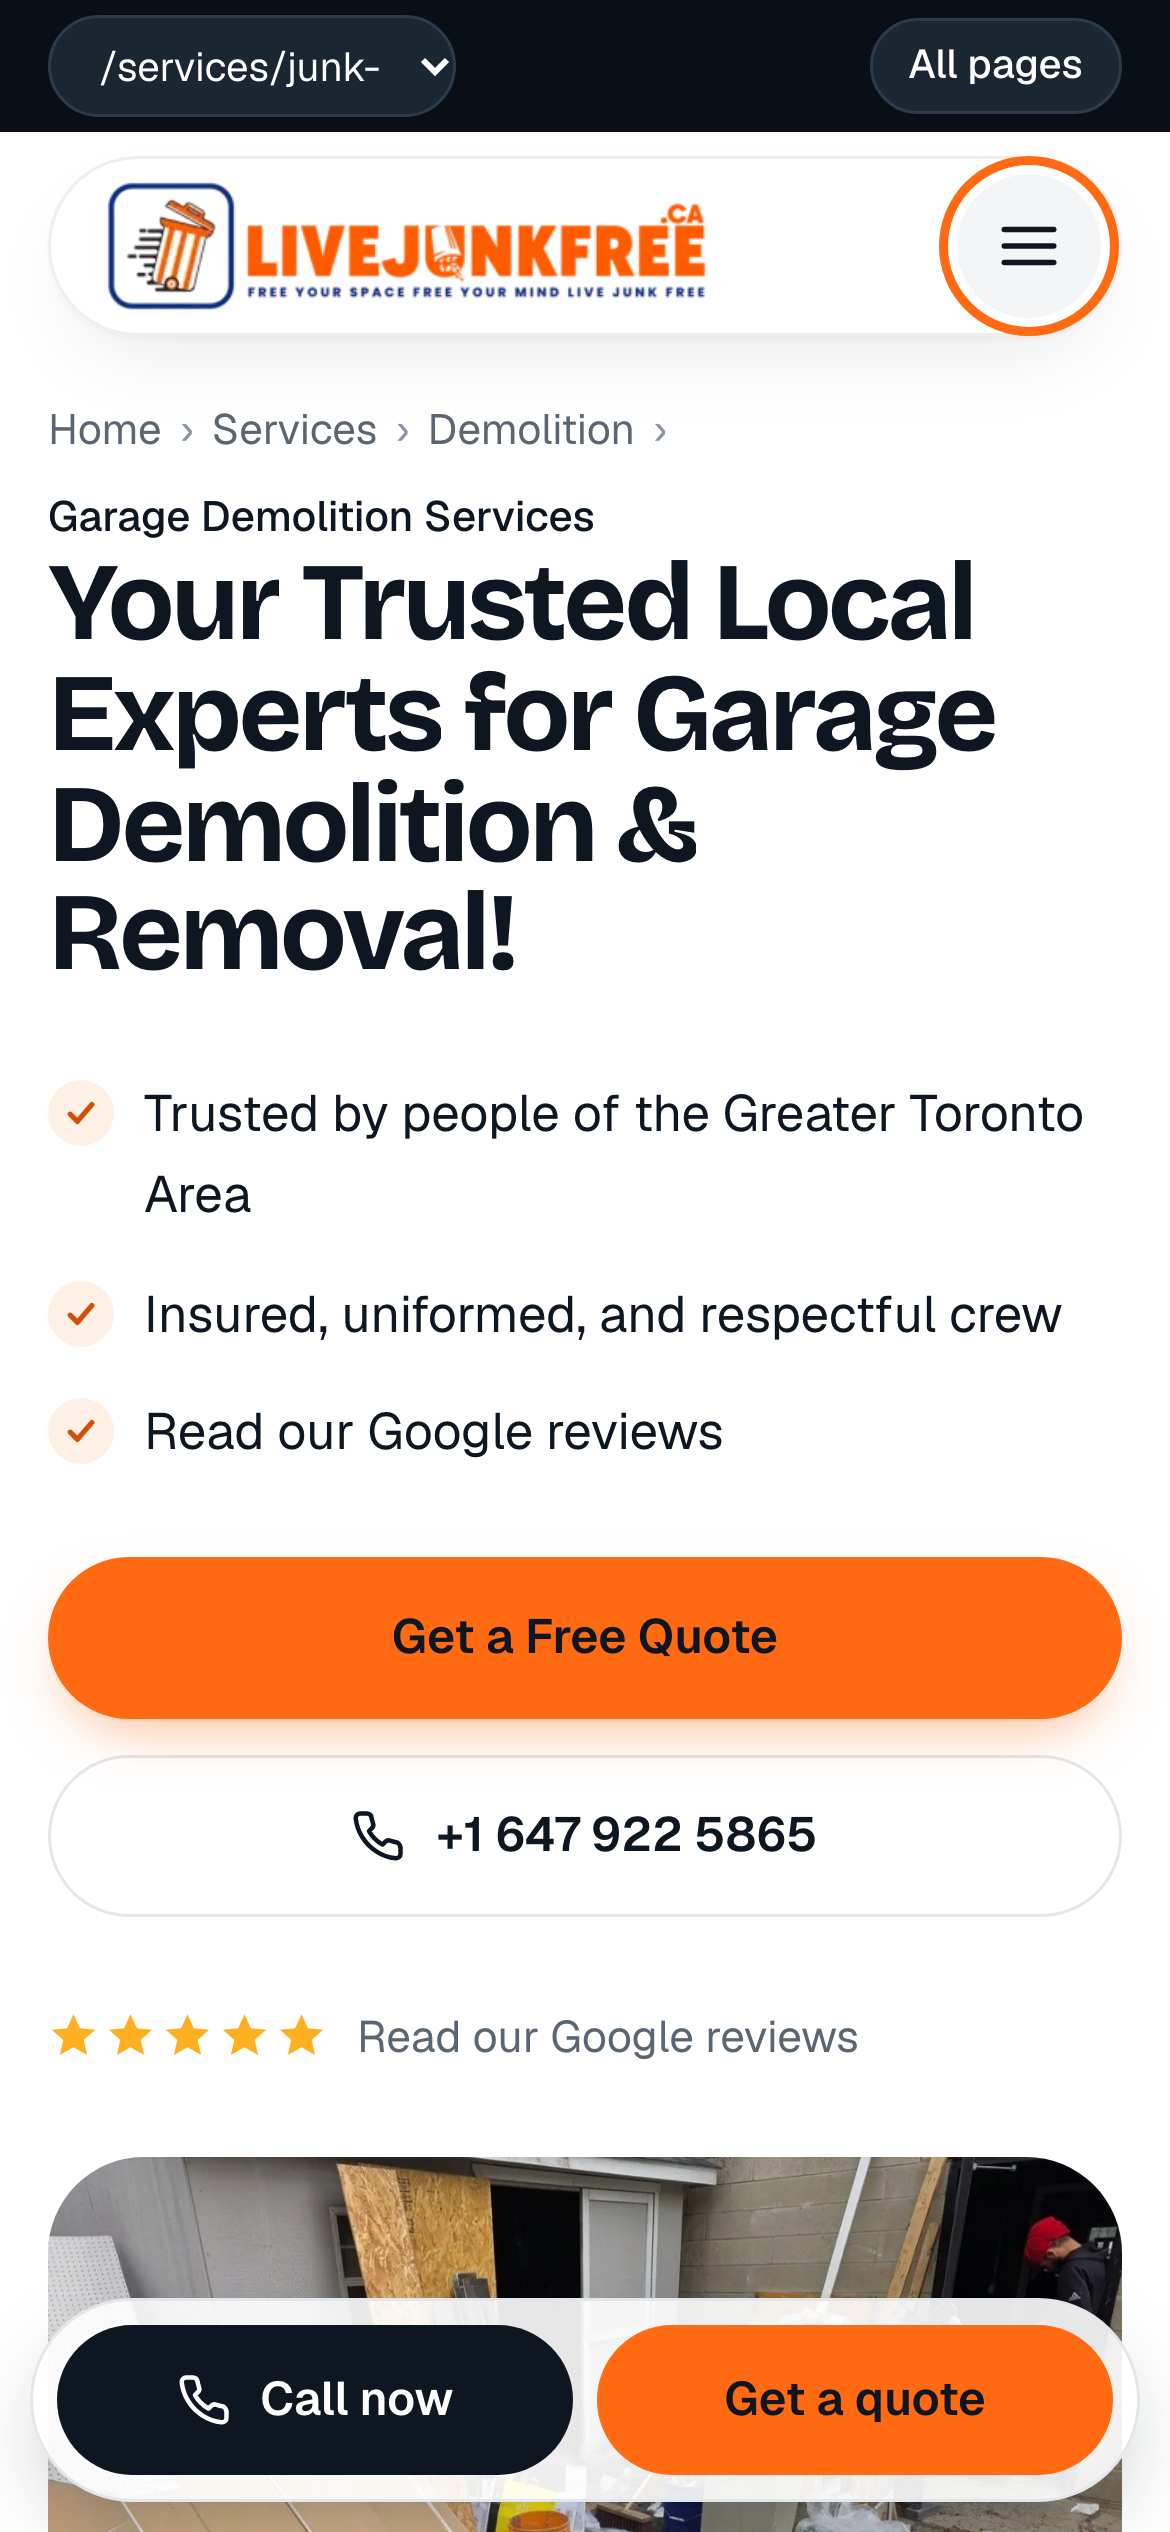 /services/junk-
All pages
LIVEJUNKFREE
.CA
FREE YOUR SPACE FREE YOUR MIND LIVE JUNK FREE
Home › Services › Demolition ›
Garage Demolition Services
Your Trusted Local
Experts for Garage
Demolition &
Removal!
Trusted by people of the Greater Toronto
Area
Insured, uniformed, and respectful crew
Read our Google reviews
Get a Free Quote
+1 647 922 5865
Read our Google reviews
Call now
Get a quote